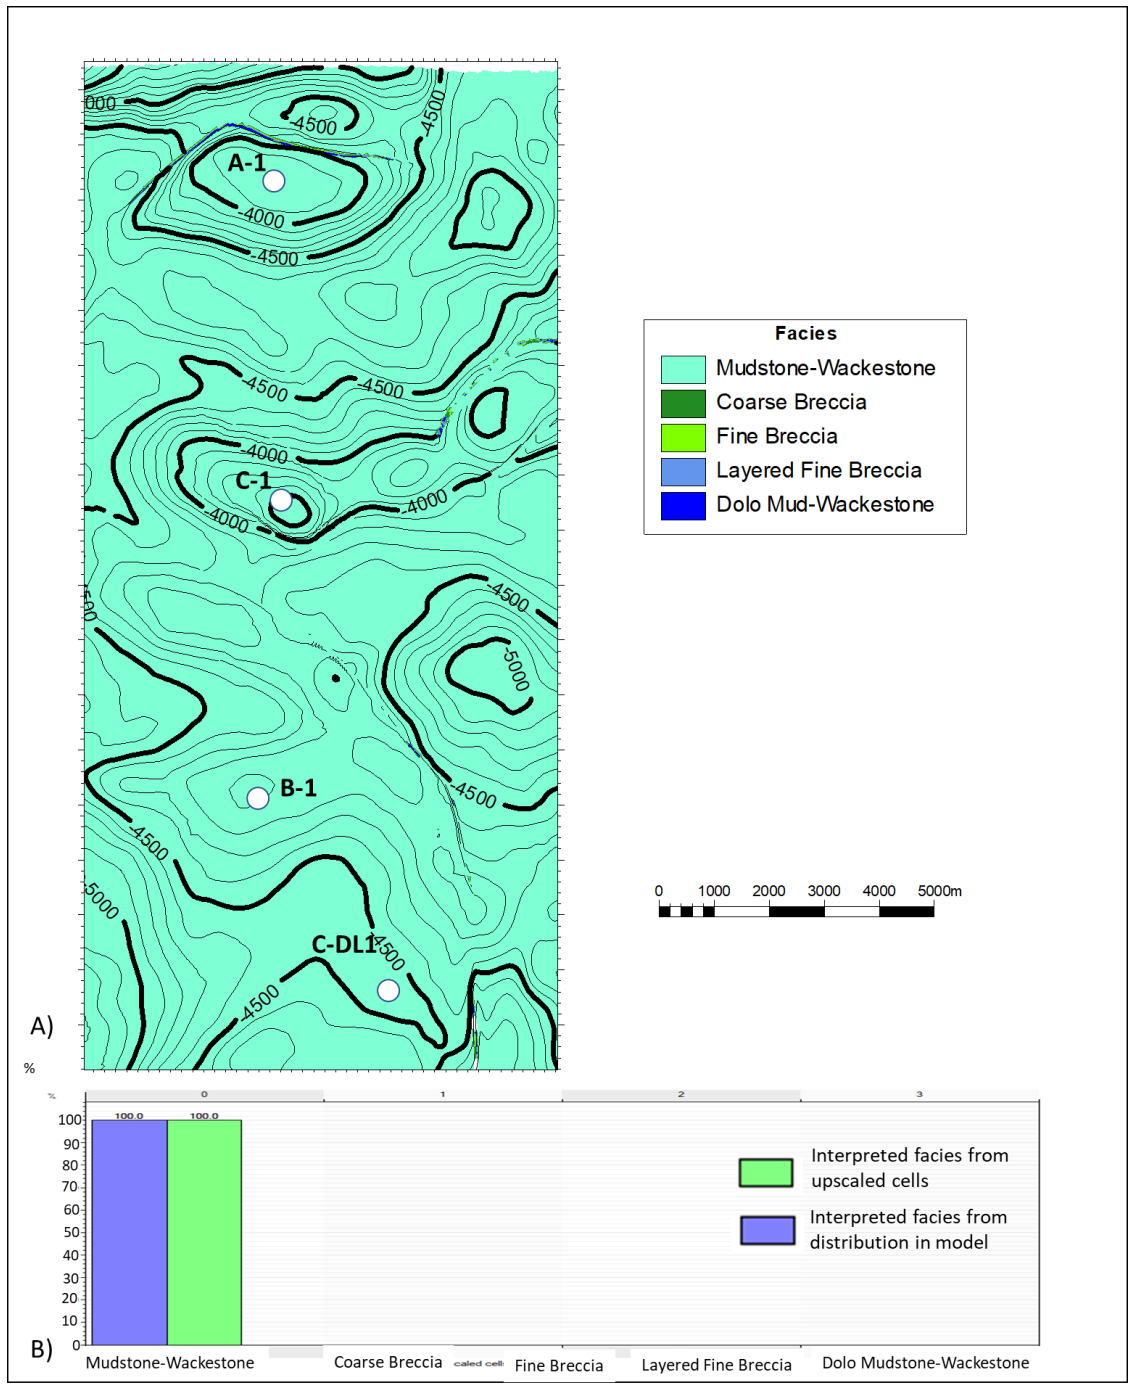 000
-4500
-4500
A-1
-4000
-4500
-4500
-4500
-4000
C-1
-4000
-4000
-4500
500
-5000
B-1
-4500
-4500
-5000
C-DL1
-4500
-4500
A)
Facies
Mudstone-Wackestone
Coarse Breccia
Fine Breccia
Layered Fine Breccia
Dolo Mud-Wackestone
0 1000 2000 3000 4000 5000m
%
% 0 1 2 3
100.0 100.0
100
90
80
70
60
50
40
30
20
10
0
Interpreted facies from
upscaled cells
Interpreted facies from
distribution in model
B)
Mudstone-Wackestone Coarse Breccia caled cell Fine Breccia Layered Fine Breccia Dolo Mudstone-Wackestone